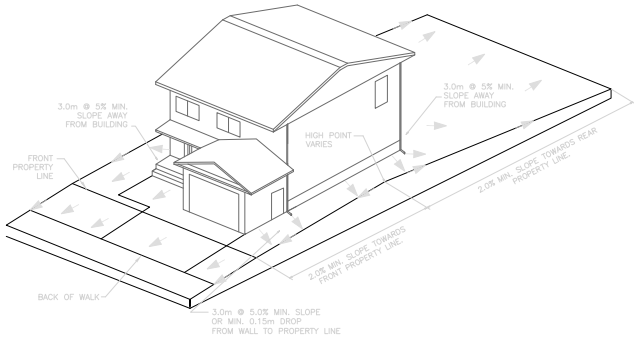 3.0m @ 5% MIN.
SLOPE AWAY
FROM BUILDING
3.0m @ 5% MIN.
SLOPE AWAY
FROM BUILDING
HIGH POINT
VARIES
FRONT
PROPERTY
LINE
2.0% MIN. SLOPE TOWARDS REAR
PROPERTY LINE.
2.0% MIN. SLOPE TOWARDS
FRONT PROPERTY LINE.
BACK OF WALK
3.0m @ 5.0% MIN. SLOPE
OR MIN. 0.15m DROP
FROM WALL TO PROPERTY LINE